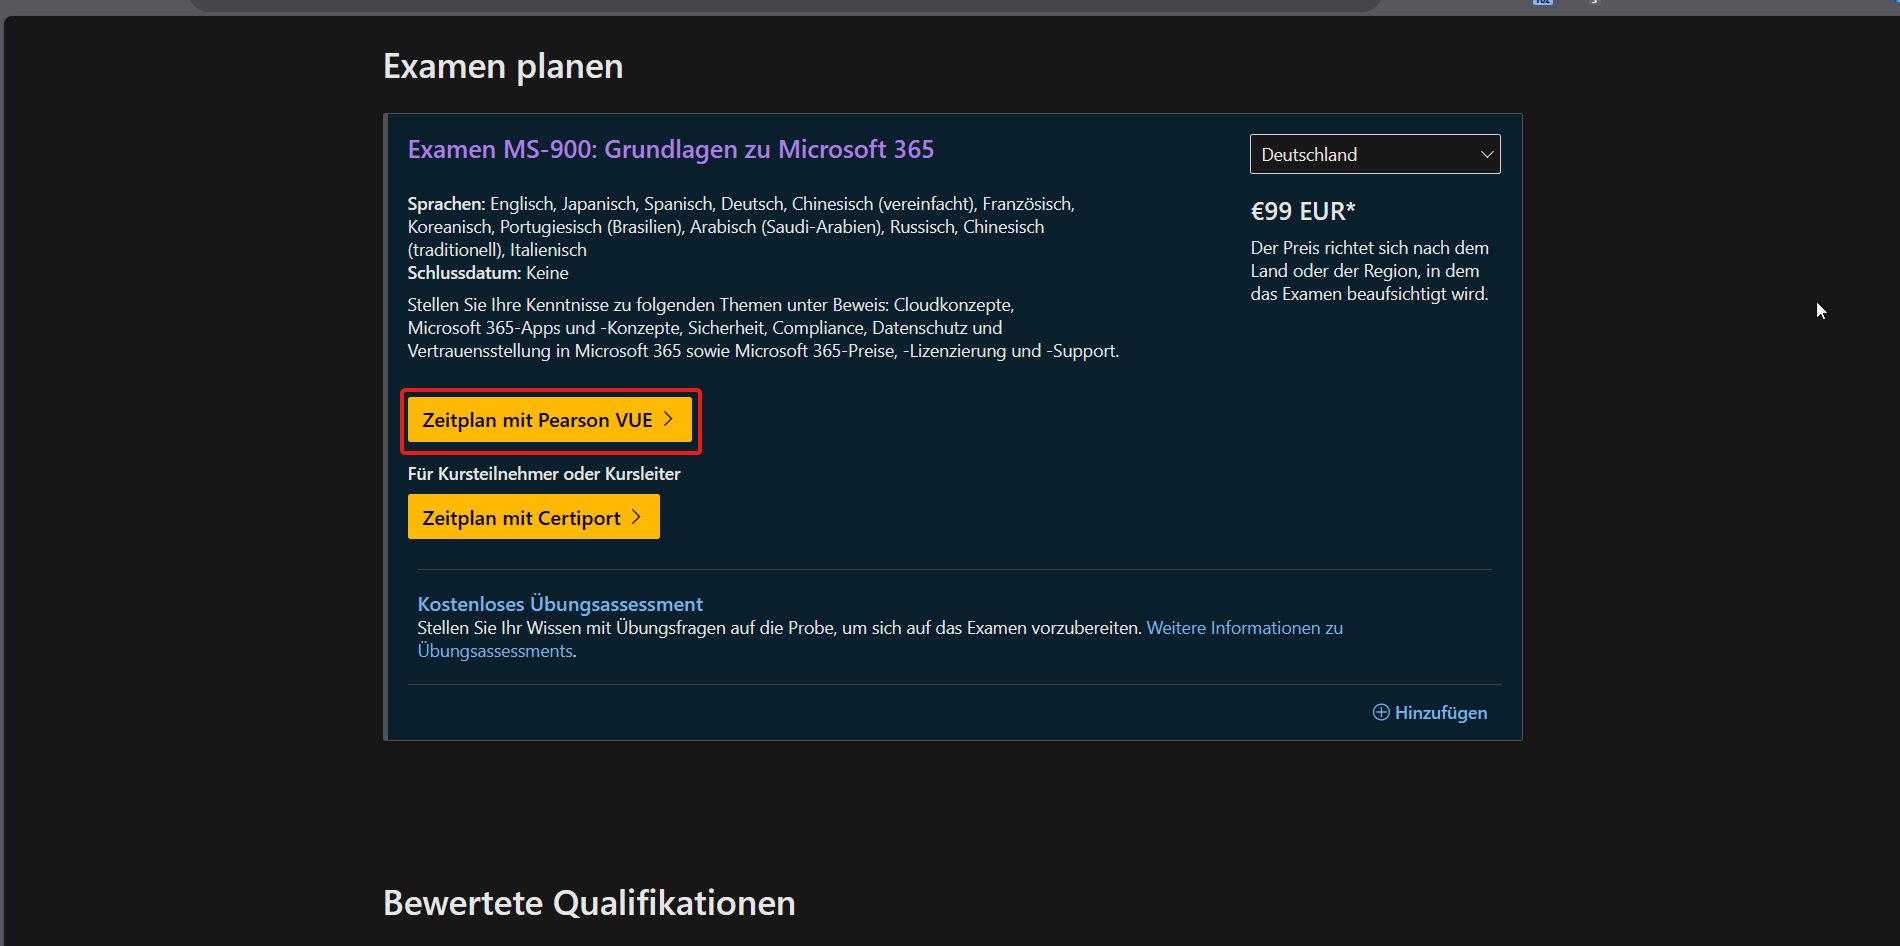 Examen planen
Examen MS-900: Grundlagen zu Microsoft 365
Sprachen: Englisch, Japanisch, Spanisch, Deutsch, Chinesisch (vereinfacht), Französisch,
Koreanisch, Portugiesisch (Brasilien), Arabisch (Saudi-Arabien), Russisch, Chinesisch
(traditionell), Italienisch
Schlussdatum: Keine
Stellen Sie Ihre Kenntnisse zu folgenden Themen unter Beweis: Cloudkonzepte,
Microsoft 365-Apps und -Konzepte, Sicherheit, Compliance, Datenschutz und
Vertrauensstellung in Microsoft 365 sowie Microsoft 365-Preise, -Lizenzierung und -Support.
Deutschland
€99 EUR*
Der Preis richtet sich nach dem
Land oder der Region, in dem
das Examen beaufsichtigt wird.
Zeitplan mit Pearson VUE
Für Kursteilnehmer oder Kursleiter
Zeitplan mit Certiport
Kostenloses Übungsassessment
Stellen Sie Ihr Wissen mit Übungsfragen auf die Probe, um sich auf das Examen vorzubereiten. Weitere Informationen zu
Übungsassessments.
Hinzufügen
Bewertete Qualifikationen